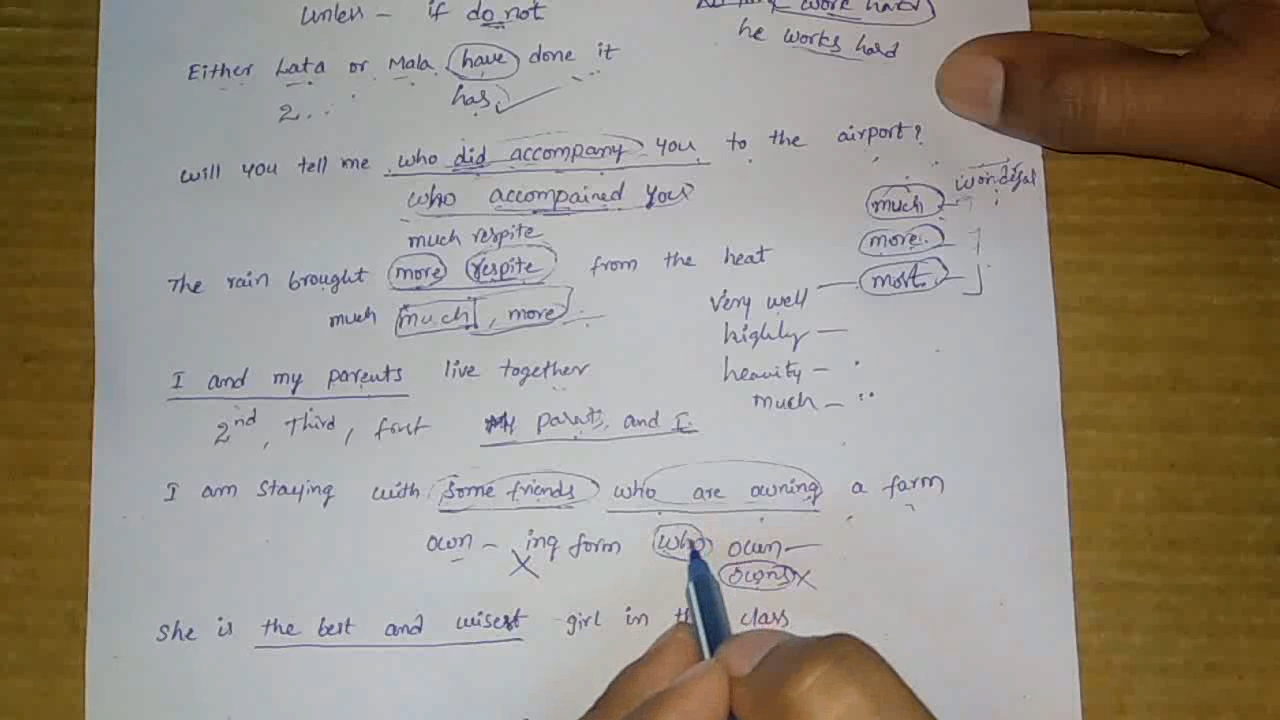 unless - if do not
work hard
he works hard
Either Lata or Mala have done it
2... has
Will you tell me who did accompany you to the airport?
who accompained you
much respite
much
more
most
The rain brought more respite from the heat
much much, more
very well
highly -
heavity -
much -
I and my parents live together
2nd, Third, first My parents, and I.
I am staying with some friends who are owning a farm
own - ing form who own
owns x
She is the best and wisest girl in class